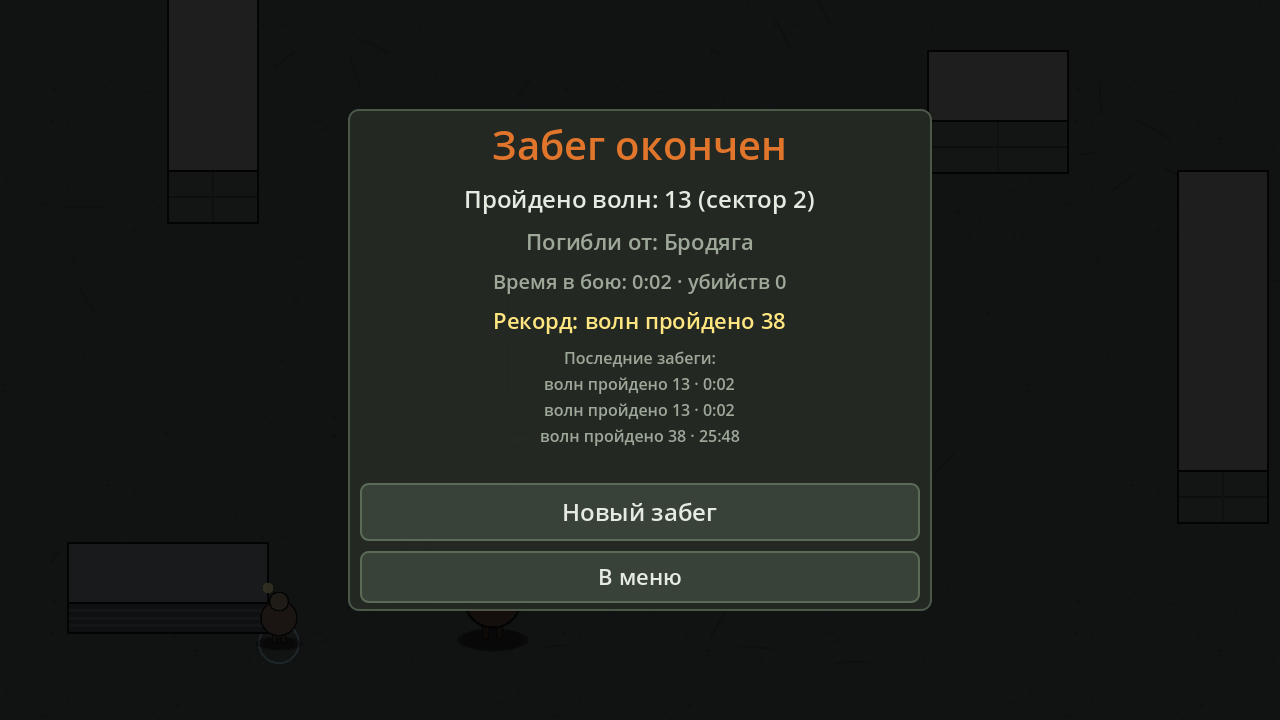 Забег окончен
Пройдено волн: 13 (сектор 2)
Погибли от: Бродяга
Время в бою: 0:02 · убийств 0
Рекорд: волн пройдено 38
Последние забеги:
волн пройдено 13 · 0:02
волн пройдено 13 · 0:02
волн пройдено 38 · 25:48
Новый забег
В меню